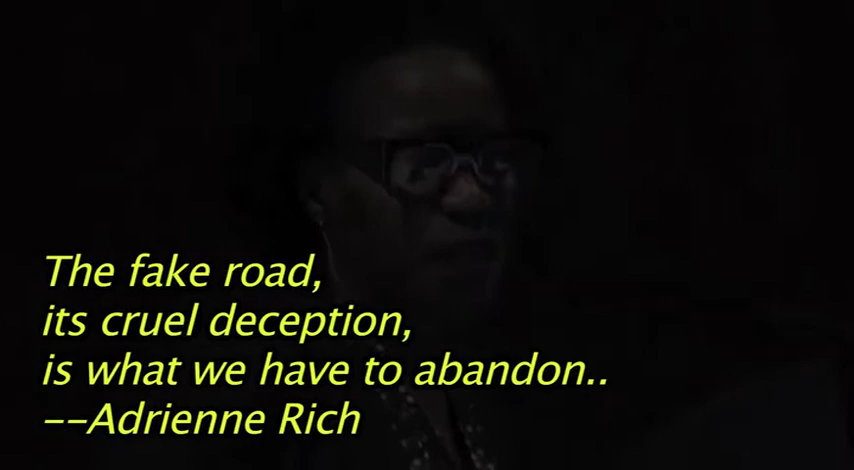 The fake road,
its cruel deception,
is what we have to abandon..
--Adrienne Rich